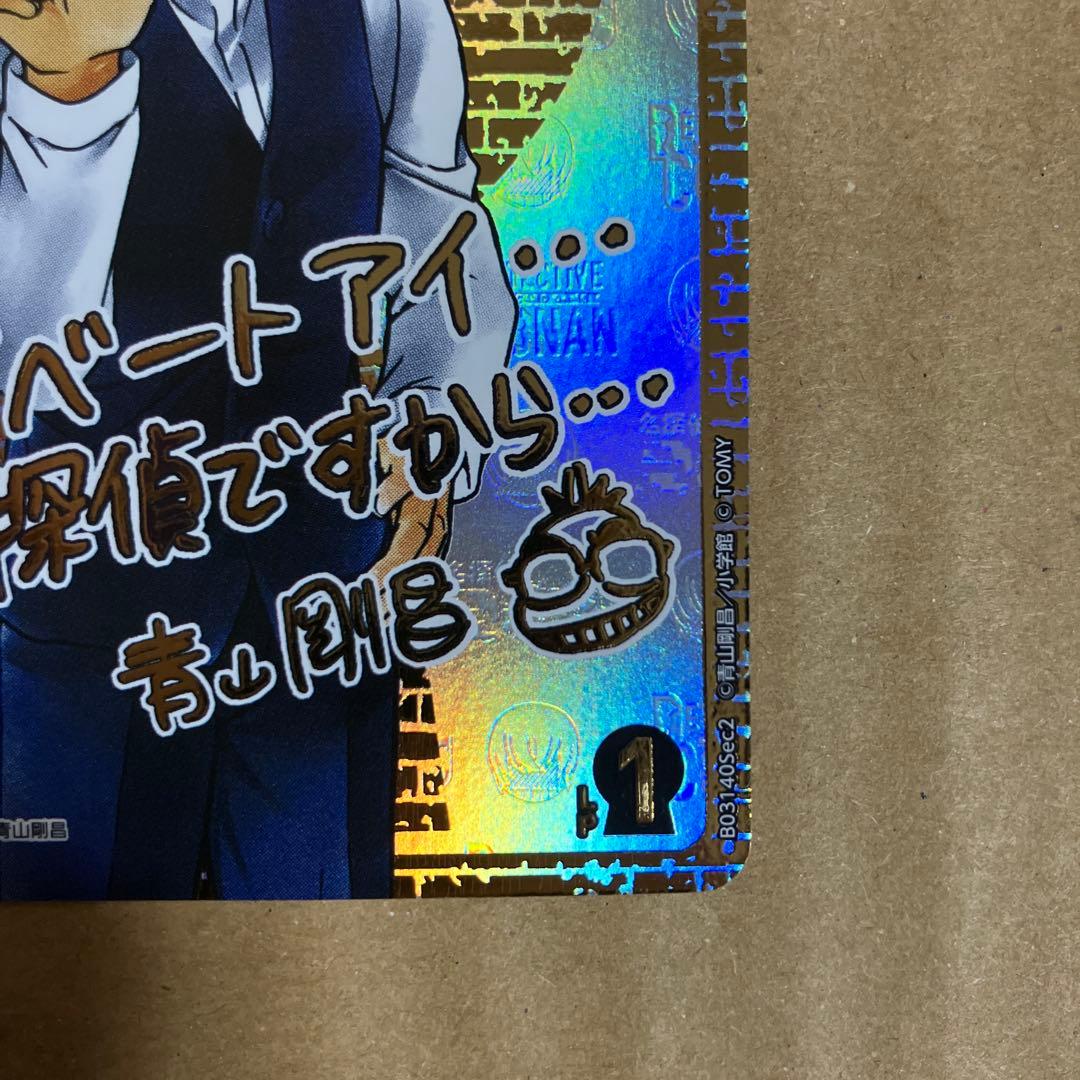 ベート アイ・・・
探偵ですから・・・
青山剛昌
CONAN
1
青山剛昌
B03140Sec2 ©青山剛昌／小学館 ©TOMY